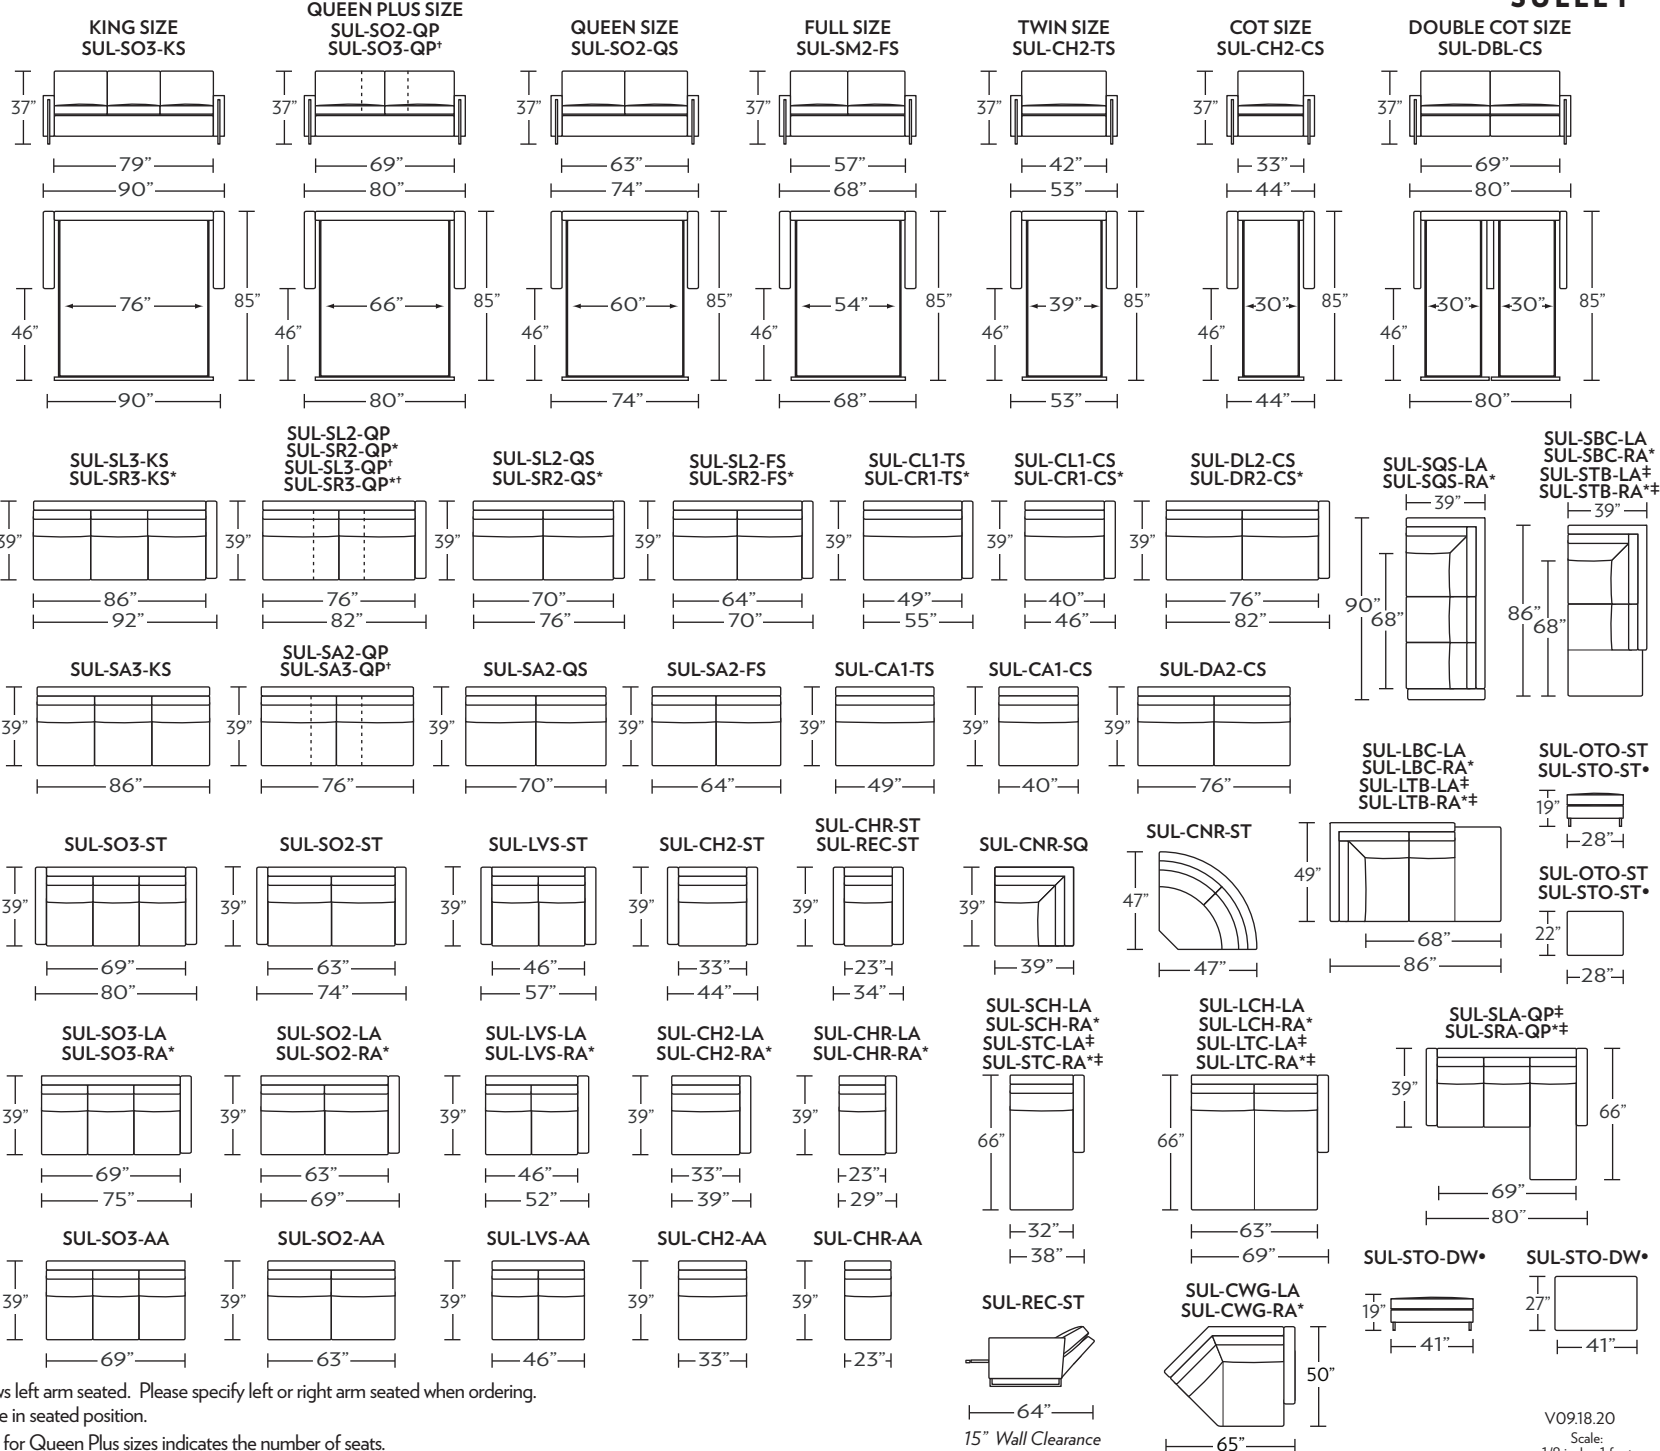 KING SIZE
SUL-SO3-KS
QUEEN PLUS SIZE
SUL-SO2-QP
SUL-SO3-QP†
QUEEN SIZE
SUL-SO2-QS
FULL SIZE
SUL-SM2-FS
TWIN SIZE
SUL-CH2-TS
COT SIZE
SUL-CH2-CS
DOUBLE COT SIZE
SUL-DBL-CS
37” 37” 37” 37” 37” 37” 37”
79” 69” 63” 57” 42” 33” 69”
90” 80” 74” 68” 53” 44” 80”
76” 66” 60” 54” 39” 30” 30” 30”
85” 85” 85” 85” 85” 85” 85”
46” 46” 46” 46” 46” 46” 46”
90” 80” 74” 68” 53” 44” 80”
SUL-SL3-KS
SUL-SR3-KS*
SUL-SL2-QP
SUL-SR2-QP*
SUL-SL3-QP†
SUL-SR3-QP*†
SUL-SL2-QS
SUL-SR2-QS*
SUL-SL2-FS
SUL-SR2-FS*
SUL-CL1-TS
SUL-CR1-TS*
SUL-CL1-CS
SUL-CR1-CS*
SUL-DL2-CS
SUL-DR2-CS*
SUL-SQS-LA
SUL-SQS-RA*
SUL-SBC-LA
SUL-SBC-RA*
SUL-STB-LA‡
SUL-STB-RA*‡
39” 39”
39” 39” 39” 39” 39” 39” 39”
86” 76” 70” 64” 49” 40” 76”
92” 82” 76” 70” 55” 46” 82”
90” 68” 86” 68”
SUL-SA3-KS
SUL-SA2-QP
SUL-SA3-QP†
SUL-SA2-QS
SUL-SA2-FS
SUL-CA1-TS
SUL-CA1-CS
SUL-DA2-CS
39” 39” 39” 39” 39” 39” 39”
86” 76” 70” 64” 49” 40” 76”
SUL-LBC-LA
SUL-LBC-RA*
SUL-LTB-LA‡
SUL-LTB-RA*‡
49”
68”
86”
SUL-OTO-ST
SUL-STO-ST•
19”
28”
SUL-OTO-ST
SUL-STO-ST•
22”
28”
SUL-SO3-ST
SUL-SO2-ST
SUL-LVS-ST
SUL-CH2-ST
SUL-CHR-ST
SUL-REC-ST
SUL-CNR-SQ
SUL-CNR-ST
39” 39” 39” 39” 39” 39” 47”
69” 63” 46” 33” 23” 39” 47”
80” 74” 57” 44” 34”
SUL-SO3-LA
SUL-SO3-RA*
SUL-SO2-LA
SUL-SO2-RA*
SUL-LVS-LA
SUL-LVS-RA*
SUL-CH2-LA
SUL-CH2-RA*
SUL-CHR-LA
SUL-CHR-RA*
39” 39” 39” 39” 39”
69” 63” 46” 33” 23”
75” 69” 52” 39” 29”
SUL-SCH-LA
SUL-SCH-RA*
SUL-STC-LA‡
SUL-STC-RA*‡
66”
32”
38”
SUL-LCH-LA
SUL-LCH-RA*
SUL-LTC-LA‡
SUL-LTC-RA*‡
66”
63”
69”
SUL-SLA-QP‡
SUL-SRA-QP*‡
39” 66”
69”
80”
SUL-SO3-AA
SUL-SO2-AA
SUL-LVS-AA
SUL-CH2-AA
SUL-CHR-AA
39” 39” 39” 39” 39”
69” 63” 46” 33” 23”
SUL-REC-ST
64”
15” Wall Clearance
SUL-CWG-LA
SUL-CWG-RA*
50”
65”
SUL-STO-DW•
19”
41”
SUL-STO-DW•
27”
41”
left arm seated. Please specify left or right arm seated when ordering.
in seated position.
for Queen Plus sizes indicates the number of seats.
V09.18.20
Scale: